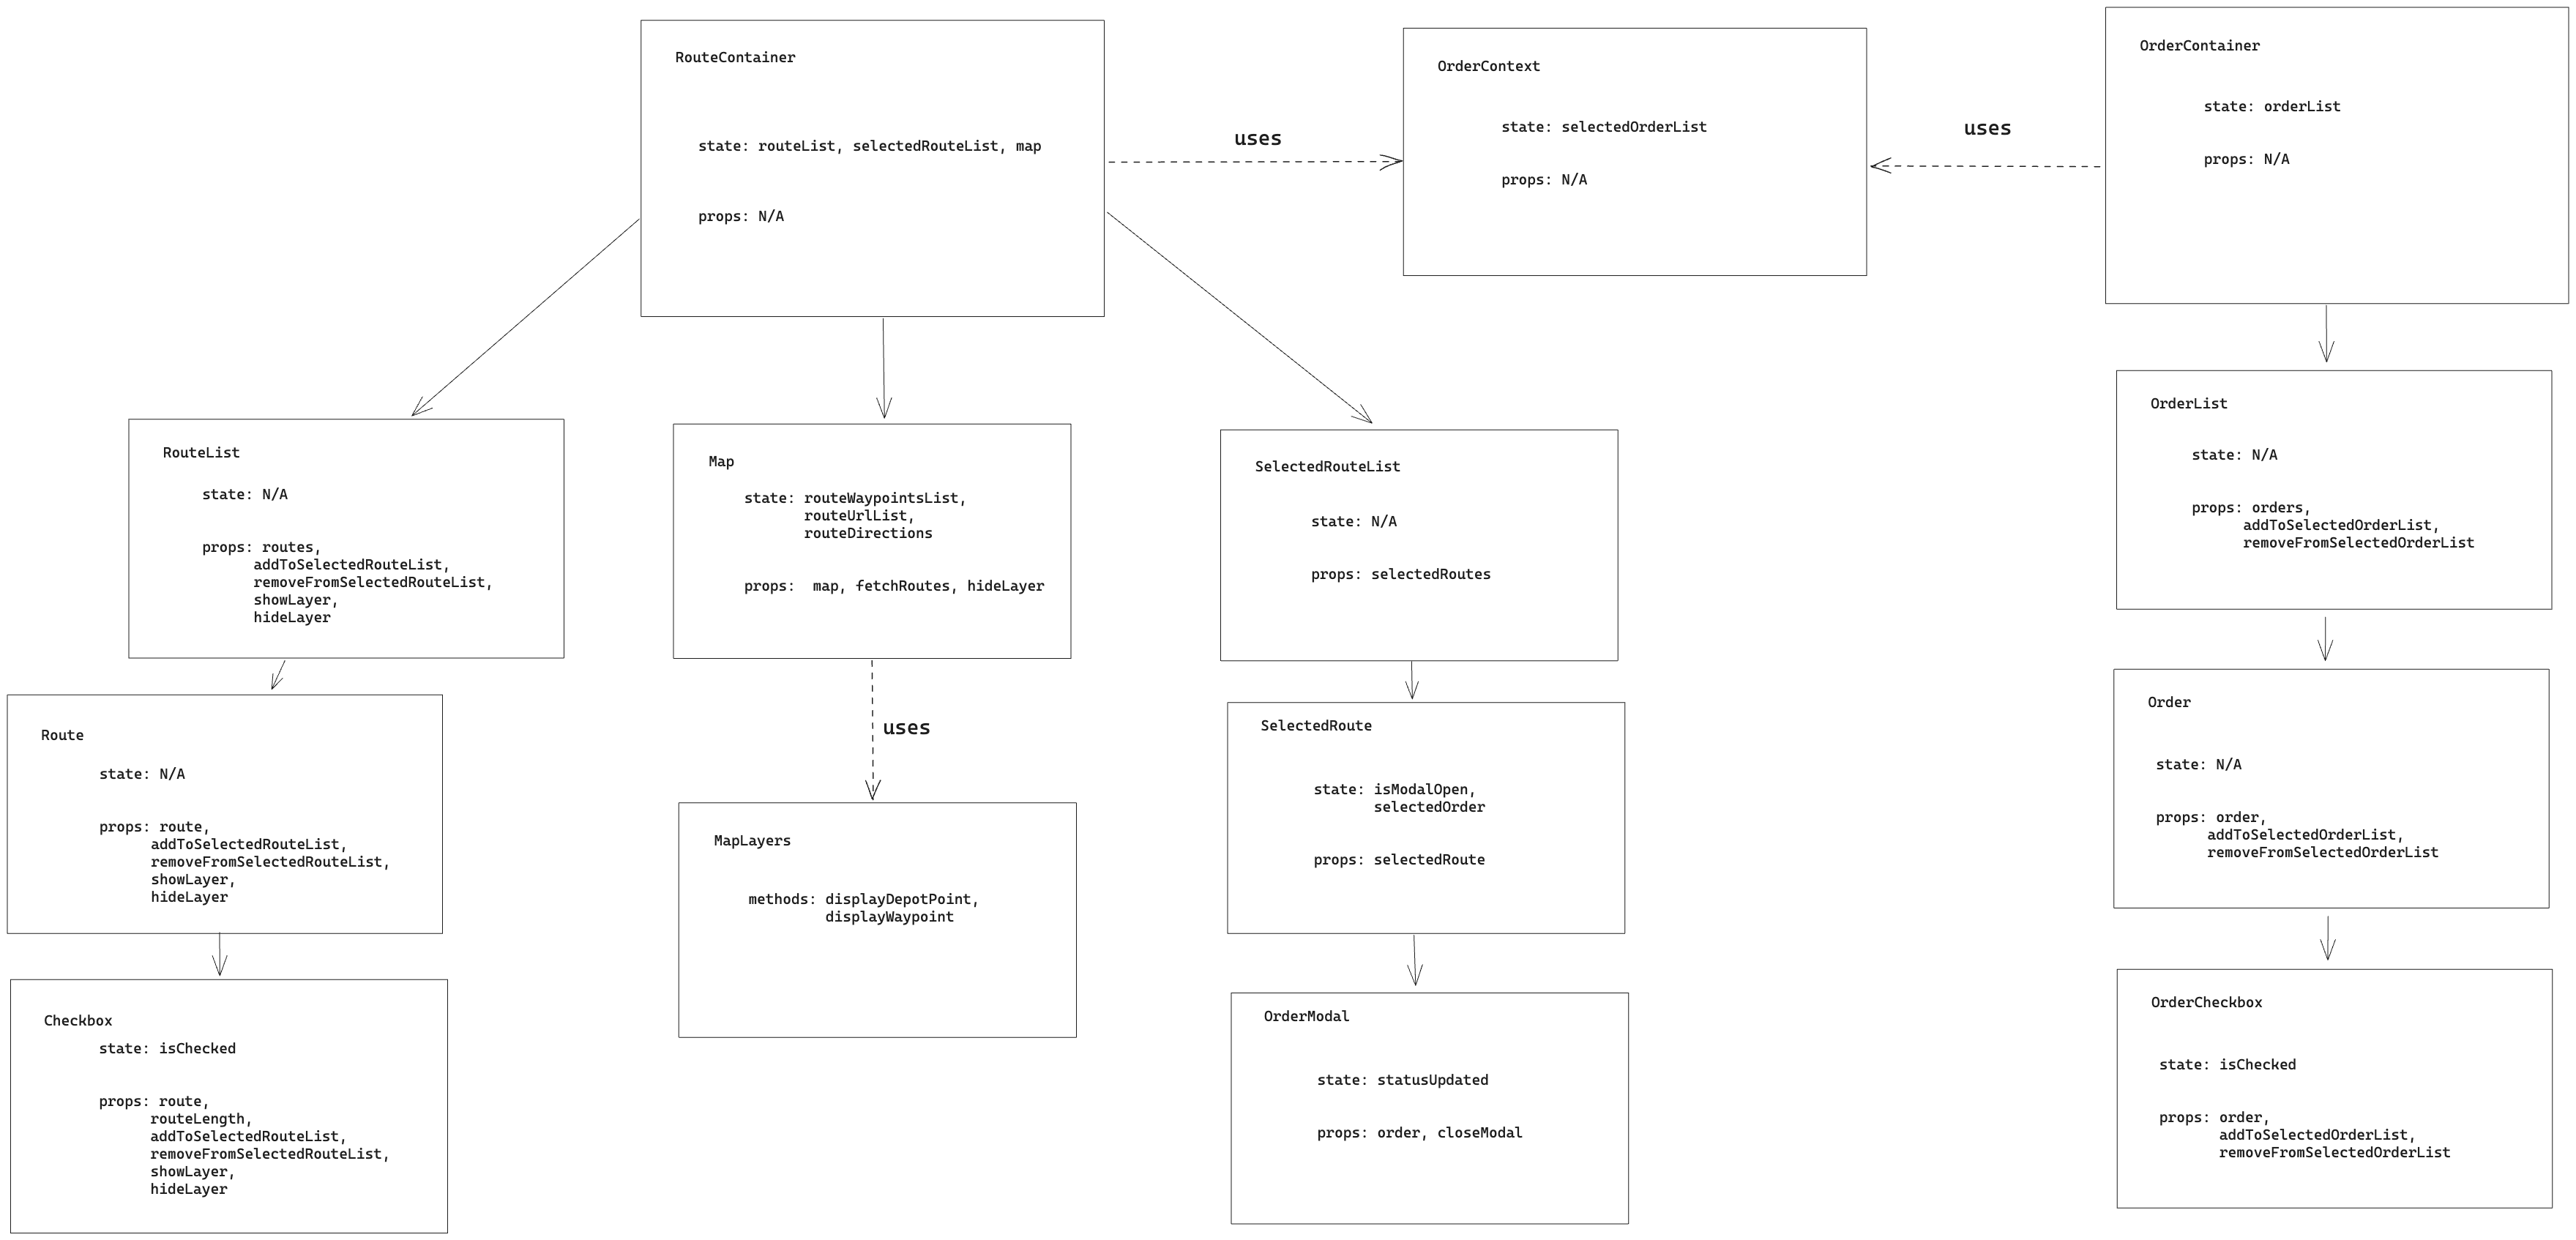 RouteContainer
state: routeList, selectedRouteList, map
props: N/A
uses
OrderContext
state: selectedOrderList
props: N/A
uses
OrderContainer
state: orderList
props: N/A
RouteList
state: N/A
props: routes,
addToSelectedRouteList,
removeFromSelectedRouteList,
showLayer,
hideLayer
Map
state: routeWaypointsList,
routeUrlList,
routeDirections
props:  map, fetchRoutes, hideLayer
SelectedRouteList
state: N/A
props: selectedRoutes
OrderList
state: N/A
props: orders,
addToSelectedOrderList,
removeFromSelectedOrderList
Route
state: N/A
props: route,
addToSelectedRouteList,
removeFromSelectedRouteList,
showLayer,
hideLayer
uses
SelectedRoute
state: isModalOpen,
selectedOrder
props: selectedRoute
Order
state: N/A
props: order,
addToSelectedOrderList,
removeFromSelectedOrderList
MapLayers
methods: displayDepotPoint,
displayWaypoint
Checkbox
state: isChecked
props: route,
routeLength,
addToSelectedRouteList,
removeFromSelectedRouteList,
showLayer,
hideLayer
OrderModal
state: statusUpdated
props: order, closeModal
OrderCheckbox
state: isChecked
props: order,
addToSelectedOrderList,
removeFromSelectedOrderList